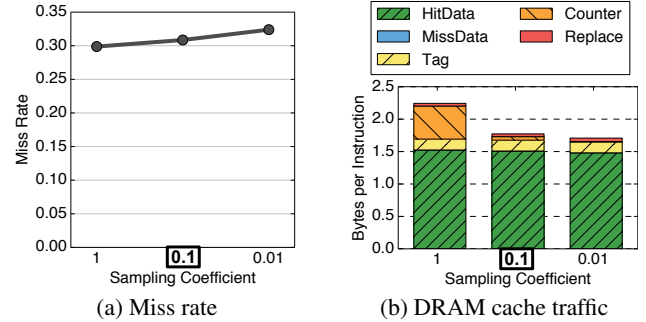 0.35
0.30
0.25
0.20
0.15
0.10
0.05
0.00
Miss Rate
1 0.1 0.01
Sampling Coefficient
(a) Miss rate
HitData Counter
MissData Replace
Tag
2.5
2.0
1.5
1.0
0.5
0.0
Bytes per Instruction
1 0.1 0.01
Sampling Coefficient
(b) DRAM cache traffic